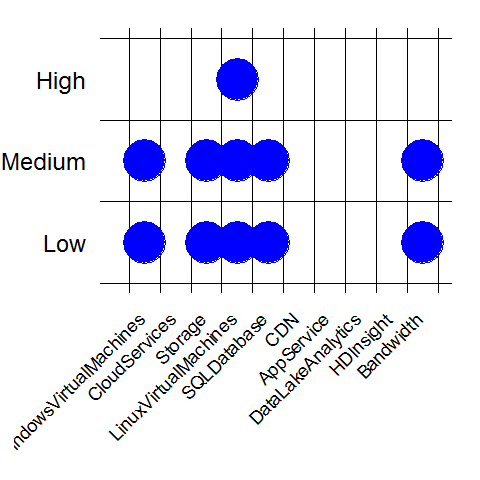 High
Medium
Low
ndowsVirtualMachines
CloudServices
Storage
LinuxVirtualMachines
SQLDatabase
CDN
AppService
DataLakeAnalytics
HDInsight
Bandwidth